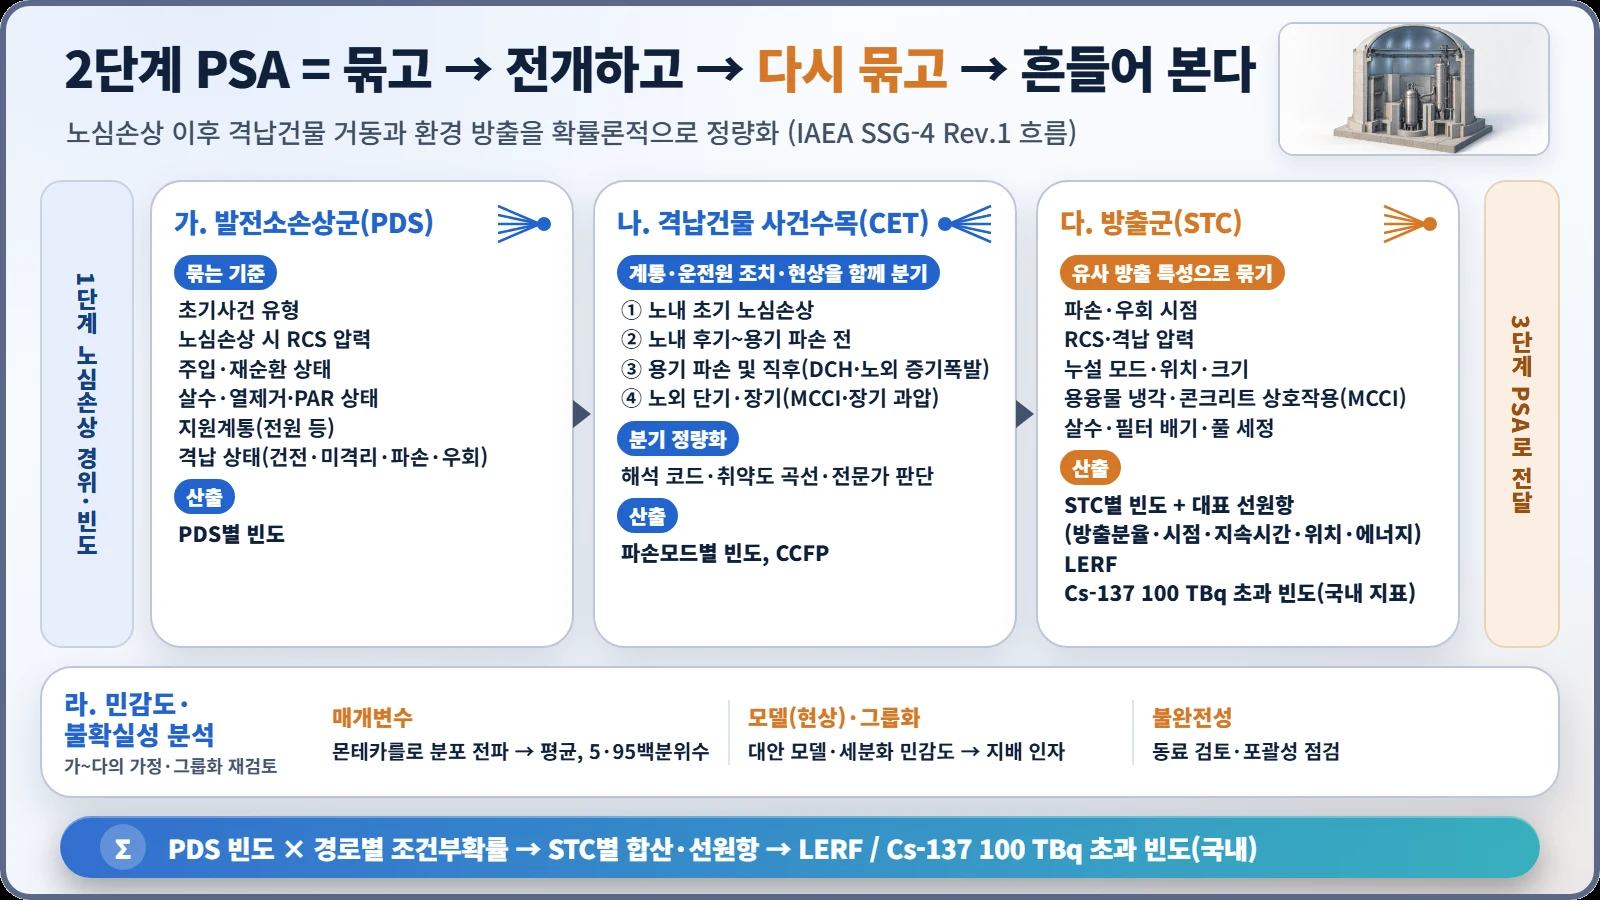 2단계 PSA = 묶고 → 전개하고 → 다시 묶고 → 흔들어 본다
노심손상 이후 격납건물 거동과 환경 방출을 확률론적으로 정량화 (IAEA SSG-4 Rev.1 흐름)
1단계 노심손상 경위·빈도
가. 발전소손상군(PDS)
묶는 기준
초기사건 유형
노심손상 시 RCS 압력
주입·재순환 상태
살수·열제거·PAR 상태
지원계통(전원 등)
격납 상태(건전·미격리·파손·우회)
산출
PDS별 빈도
나. 격납건물 사건수목(CET)
계통·운전원 조치·현상을 함께 분기
① 노내 초기 노심손상
② 노내 후기~용기 파손 전
③ 용기 파손 및 직후(DCH·노외 증기폭발)
④ 노외 단기·장기(MCCI·장기 과압)
분기 정량화
해석 코드·취약도 곡선·전문가 판단
산출
파손모드별 빈도, CCFP
다. 방출군(STC)
유사 방출 특성으로 묶기
파손·우회 시점
RCS·격납 압력
누설 모드·위치·크기
용융물 냉각·콘크리트 상호작용(MCCI)
살수·필터 배기·풀 세정
산출
STC별 빈도 + 대표 선원항
(방출분율·시점·지속시간·위치·에너지)
LERF
Cs-137 100 TBq 초과 빈도(국내 지표)
3단계 PSA로 전달
라. 민감도·
불확실성 분석
가~다의 가정·그룹화 재검토
매개변수
몬테카를로 분포 전파 → 평균, 5·95백분위수
모델(현상)·그룹화
대안 모델·세분화 민감도 → 지배 인자
불완전성
동료 검토·포괄성 점검
Σ PDS 빈도 × 경로별 조건부확률 → STC별 합산·선원항 → LERF / Cs-137 100 TBq 초과 빈도(국내)